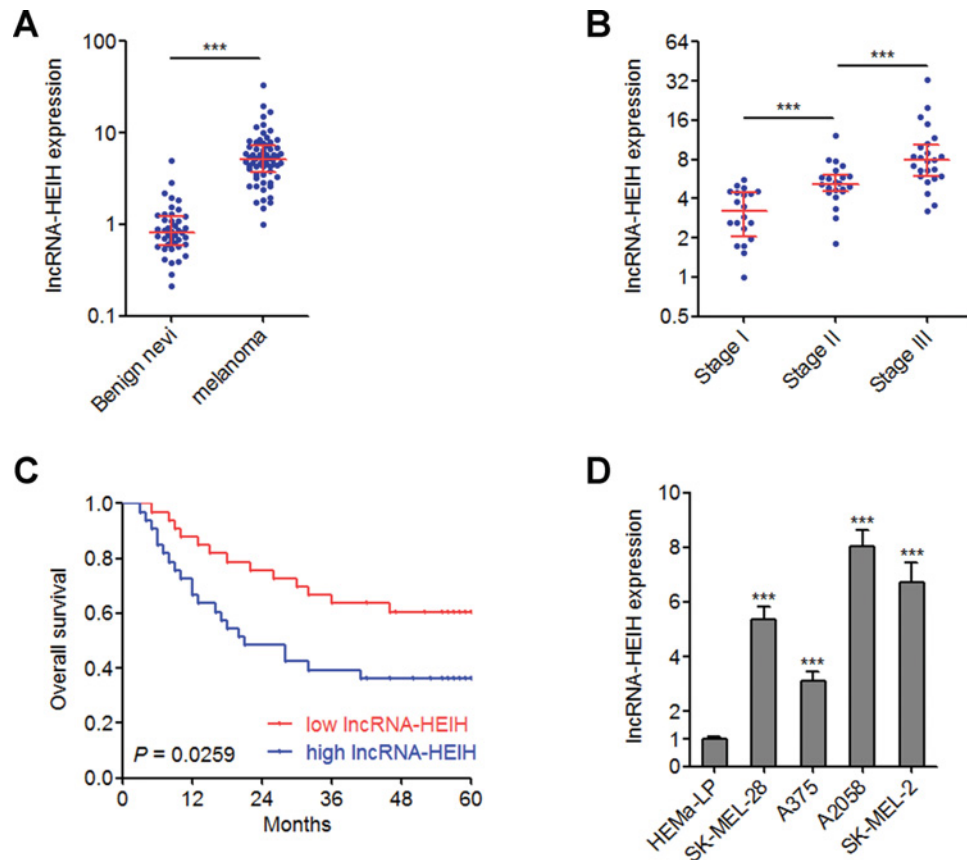 A
lncRNA-HEIH expression
100
10
1
0.1
***
Benign nevi
melanoma
B
lncRNA-HEIH expression
64
32
16
8
4
2
1
0.5
***
***
Stage I
Stage II
Stage III
C
Overall survival
1.0
0.8
0.6
0.4
0.2
0.0
low lncRNA-HEIH
high lncRNA-HEIH
P = 0.0259
0 12 24 36 48 60
Months
D
lncRNA-HEIH expression
10
8
6
4
2
1
0
***
***
***
***
HEMa-LP
SK-MEL-28
A375
A2058
SK-MEL-2